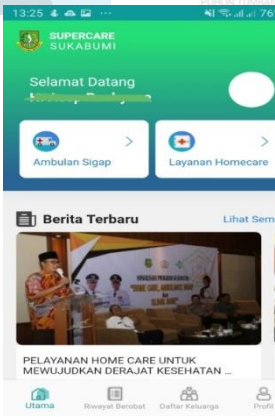 13:25
76
SUPERCARE
SUKABUMI
Selamat Datang
Ambulan Sigap
Layanan Homecare
Berita Terbaru
Lihat Sem
PELAYANAN HOME CARE UNTUK
MEWUJUDKAN DERAJAT KESEHATAN ...
Utama
Riwayat Berobat
Daftar Keluarga
Profil